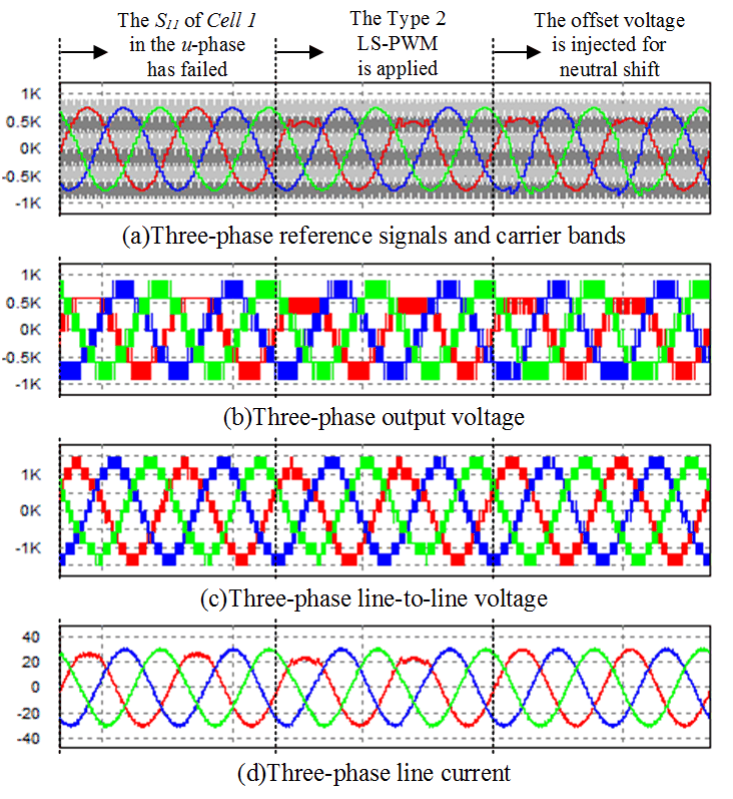 The S11 of Cell 1
in the u-phase
has failed
The Type 2
LS-PWM
is applied
The offset voltage
is injected for
neutral shift
1K
0.5K
0K
-0.5K
-1K
(a)Three-phase reference signals and carrier bands
1K
0.5K
0K
-0.5K
-1K
(b)Three-phase output voltage
1K
0K
-1K
(c)Three-phase line-to-line voltage
40
20
0
-20
-40
(d)Three-phase line current